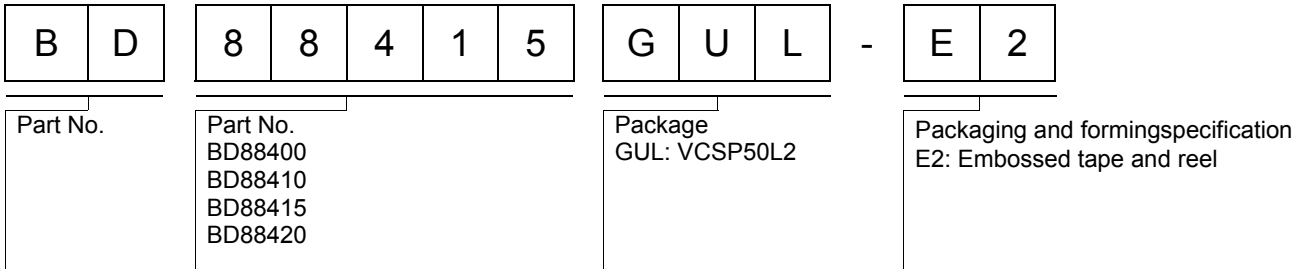 B D 8 8 4 1 5 G U L - E 2
Part No.
Part No.
BD88400
BD88410
BD88415
BD88420
Package
GUL: VCSP50L2
Packaging and formingspecification
E2: Embossed tape and reel